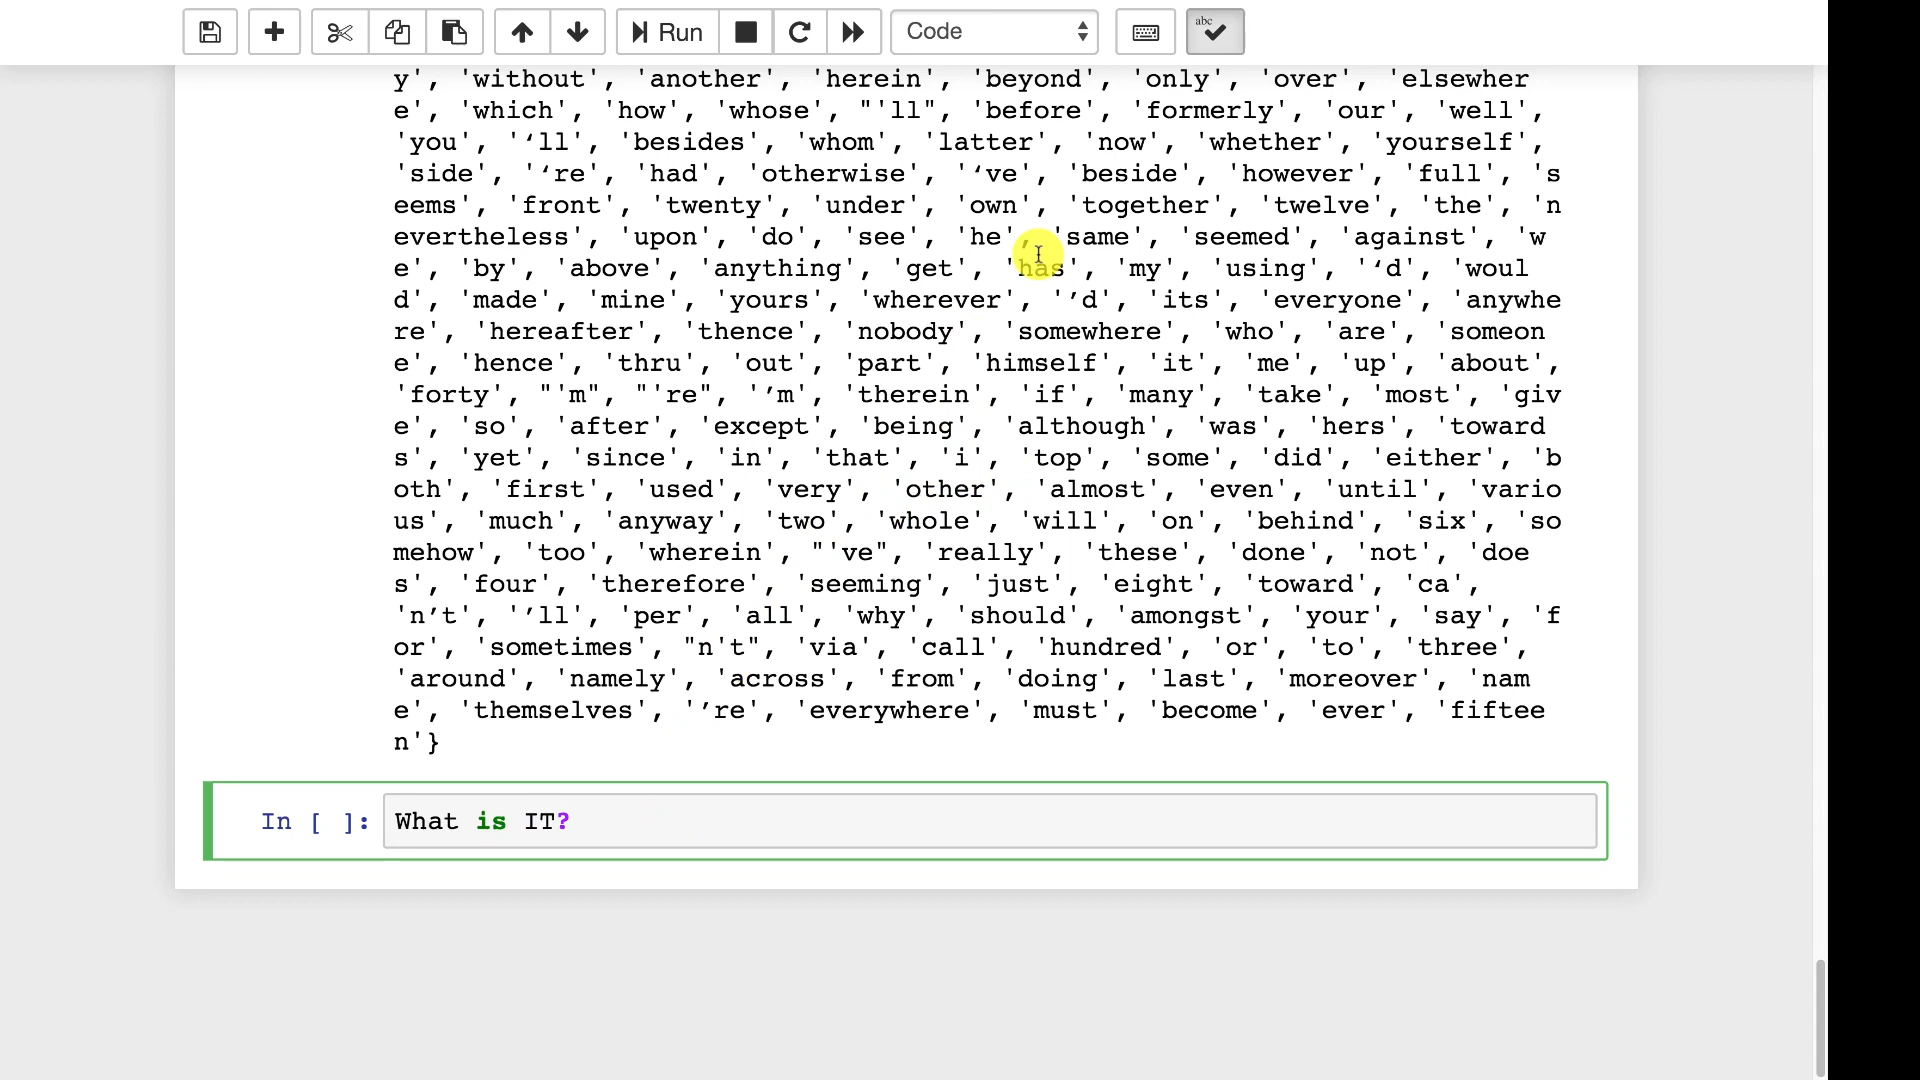 Run
Code
abc
y', 'without', 'another', 'herein', 'beyond', 'only', 'over', 'elsewher
e', 'which', 'how', 'whose', "'ll", 'before', 'formerly', 'our', 'well',
'you', '‘ll', 'besides', 'whom', 'latter', 'now', 'whether', 'yourself',
'side', '‘re', 'had', 'otherwise', '‘ve', 'beside', 'however', 'full', 's
eems', 'front', 'twenty', 'under', 'own', 'together', 'twelve', 'the', 'n
evertheless', 'upon', 'do', 'see', 'he', 'same', 'seemed', 'against', 'w
e', 'by', 'above', 'anything', 'get', 'has', 'my', 'using', '‘d', 'woul
d', 'made', 'mine', 'yours', 'wherever', '’d', 'its', 'everyone', 'anywhe
re', 'hereafter', 'thence', 'nobody', 'somewhere', 'who', 'are', 'someon
e', 'hence', 'thru', 'out', 'part', 'himself', 'it', 'me', 'up', 'about',
'forty', "'m", "'re", '’m', 'therein', 'if', 'many', 'take', 'most', 'giv
e', 'so', 'after', 'except', 'being', 'although', 'was', 'hers', 'toward
s', 'yet', 'since', 'in', 'that', 'i', 'top', 'some', 'did', 'either', 'b
oth', 'first', 'used', 'very', 'other', 'almost', 'even', 'until', 'vario
us', 'much', 'anyway', 'two', 'whole', 'will', 'on', 'behind', 'six', 'so
mehow', 'too', 'wherein', "'ve", 'really', 'these', 'done', 'not', 'doe
s', 'four', 'therefore', 'seeming', 'just', 'eight', 'toward', 'ca',
'n’t', '’ll', 'per', 'all', 'why', 'should', 'amongst', 'your', 'say', 'f
or', 'sometimes', "n't", 'via', 'call', 'hundred', 'or', 'to', 'three',
'around', 'namely', 'across', 'from', 'doing', 'last', 'moreover', 'nam
e', 'themselves', '’re', 'everywhere', 'must', 'become', 'ever', 'fiftee
n'}
In [ ]: What is IT?